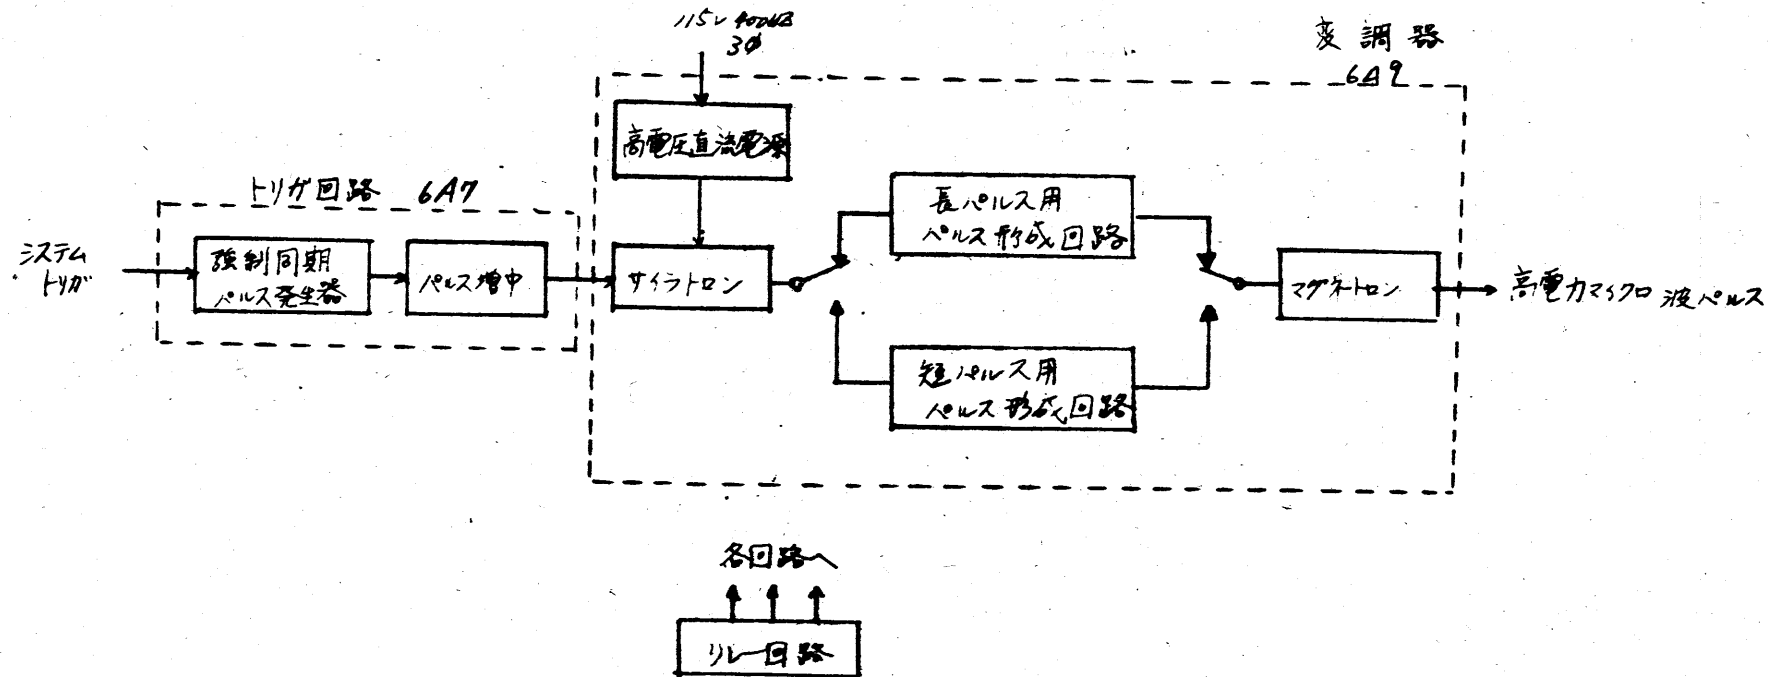 115V 400HB
3φ
変調器
6A9
高電圧直流電源
トリガ回路 6A7
システム
トリガ
強制同期
パルス発生器
パルス増中
サイラトロン
長パルス用
パルス形成回路
短パルス用
パルス形成回路
マグネトロン
高電力マイクロ波パルス
各回路へ
リレー回路